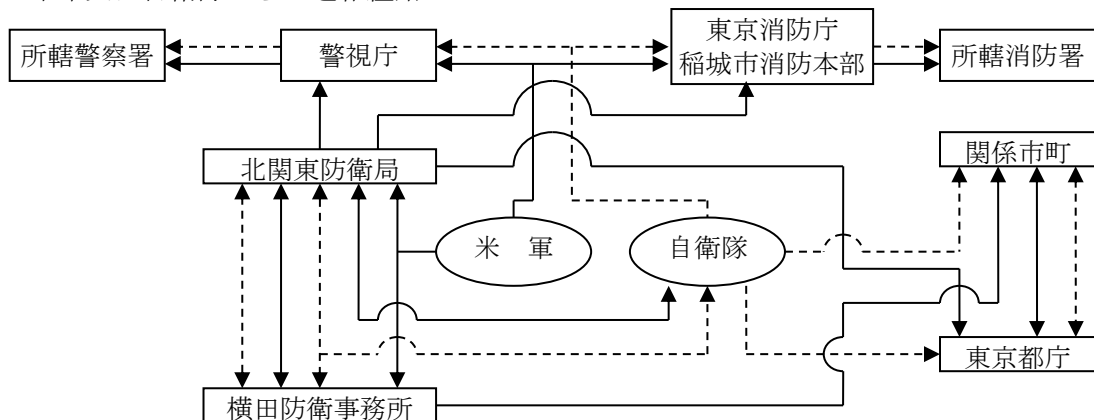 所轄警察署
警視庁
東京消防庁
稲城市消防本部
所轄消防署
北関東防衛局
関係市町
米　軍
自衛隊
東京都庁
横田防衛事務所